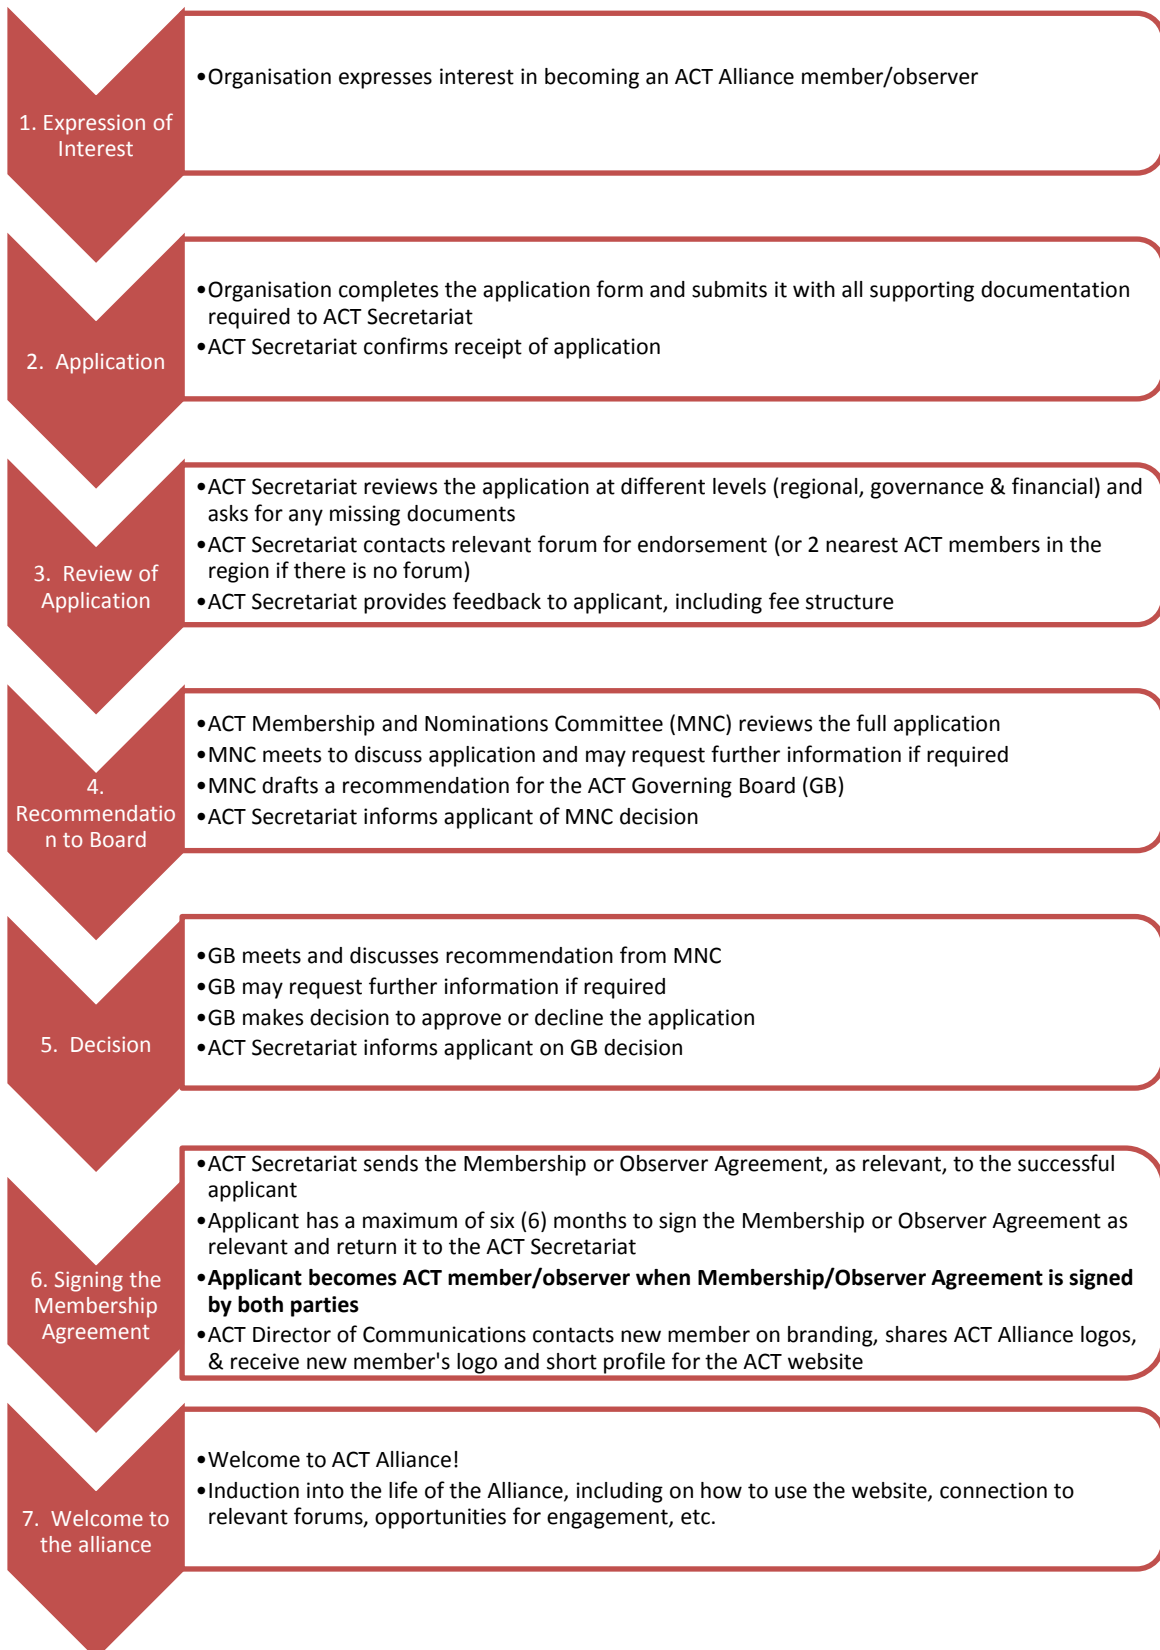 1. Expression of
Interest
•Organisation expresses interest in becoming an ACT Alliance member/observer
2. Application
•Organisation completes the application form and submits it with all supporting documentation
required to ACT Secretariat
•ACT Secretariat confirms receipt of application
3. Review of
Application
•ACT Secretariat reviews the application at different levels (regional, governance & financial) and
asks for any missing documents
•ACT Secretariat contacts relevant forum for endorsement (or 2 nearest ACT members in the
region if there is no forum)
•ACT Secretariat provides feedback to applicant, including fee structure
4.
Recommendatio
n to Board
•ACT Membership and Nominations Committee (MNC) reviews the full application
•MNC meets to discuss application and may request further information if required
•MNC drafts a recommendation for the ACT Governing Board (GB)
•ACT Secretariat informs applicant of MNC decision
5. Decision
•GB meets and discusses recommendation from MNC
•GB may request further information if required
•GB makes decision to approve or decline the application
•ACT Secretariat informs applicant on GB decision
6. Signing the
Membership
Agreement
•ACT Secretariat sends the Membership or Observer Agreement, as relevant, to the successful
applicant
•Applicant has a maximum of six (6) months to sign the Membership or Observer Agreement as
relevant and return it to the ACT Secretariat
•Applicant becomes ACT member/observer when Membership/Observer Agreement is signed
by both parties
•ACT Director of Communications contacts new member on branding, shares ACT Alliance logos,
& receive new member's logo and short profile for the ACT website
7. Welcome to
the alliance
•Welcome to ACT Alliance!
•Induction into the life of the Alliance, including on how to use the website, connection to
relevant forums, opportunities for engagement, etc.